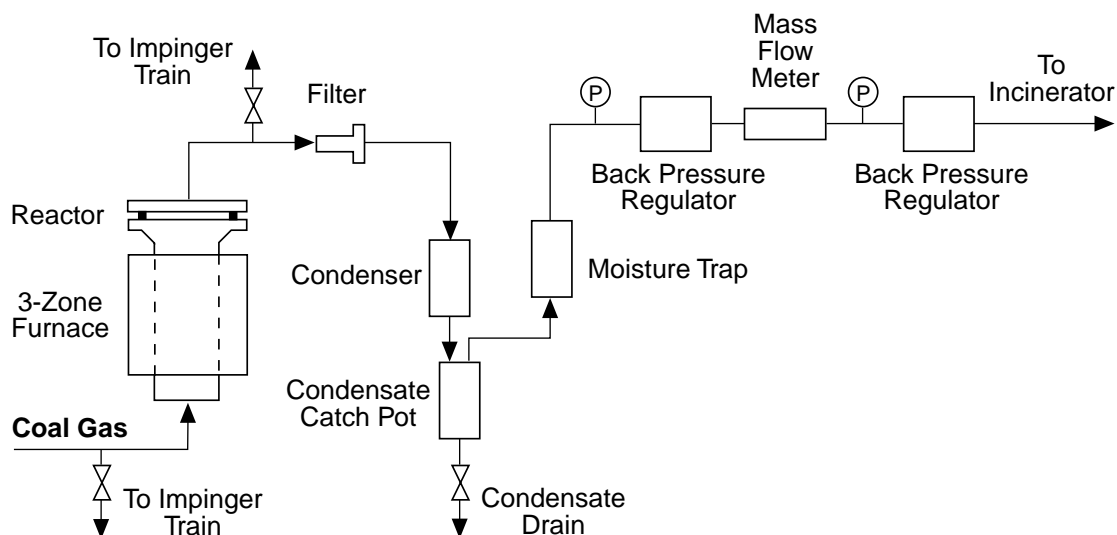 To Impinger
Train
Filter
Mass
Flow
Meter
To
Incinerator
P
P
Back Pressure
Regulator
Back Pressure
Regulator
Reactor
3-Zone
Furnace
Condenser
Moisture Trap
Condensate
Catch Pot
Coal Gas
To Impinger
Train
Condensate
Drain